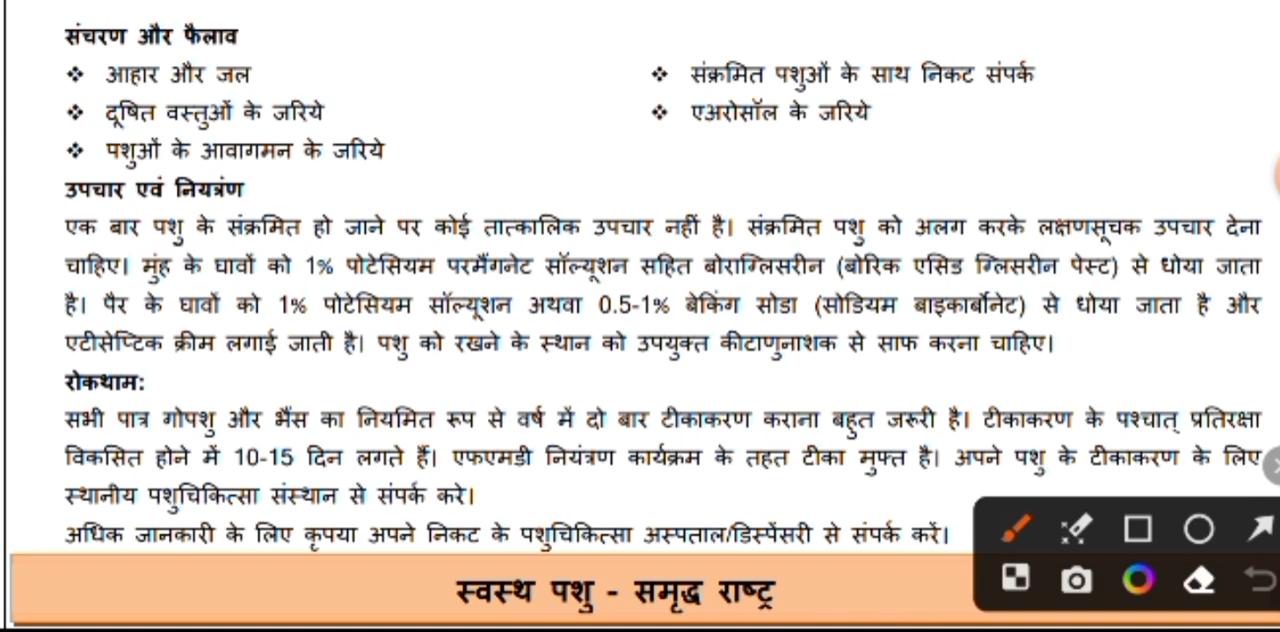 संचरण और फैलाव
❖ आहार और जल ❖ संक्रमित पशुओं के साथ निकट संपर्क
❖ दूषित वस्तुओं के जरिये ❖ एअरोसॉल के जरिये
❖ पशुओं के आवागमन के जरिये
उपचार एवं नियत्रंण
एक बार पशु के संक्रमित हो जाने पर कोई तात्कालिक उपचार नहीं है। संक्रमित पशु को अलग करके लक्षणसूचक उपचार देना
चाहिए। मुंह के घावों को 1% पोटेसियम परमैंगनेट सॉल्यूशन सहित बोराग्लिसरीन (बोरिक एसिड ग्लिसरीन पेस्ट) से धोया जाता
है। पैर के घावों को 1% पोटेसियम सॉल्यूशन अथवा 0.5-1% बेकिंग सोडा (सोडियम बाइकार्बोनेट) से धोया जाता है और
एटीसेप्टिक क्रीम लगाई जाती है। पशु को रखने के स्थान को उपयुक्त कीटाणुनाशक से साफ करना चाहिए।
रोकथाम:
सभी पात्र गोपशु और भैंस का नियमित रूप से वर्ष में दो बार टीकाकरण कराना बहुत जरूरी है। टीकाकरण के पश्चात् प्रतिरक्षा
विकसित होने में 10-15 दिन लगते हैं। एफएमडी नियंत्रण कार्यक्रम के तहत टीका मुफ्त है। अपने पशु के टीकाकरण के लिए
स्थानीय पशुचिकित्सा संस्थान से संपर्क करे।
अधिक जानकारी के लिए कृपया अपने निकट के पशुचिकित्सा अस्पताल/डिस्पेंसरी से संपर्क करें।
स्वस्थ पशु - समृद्ध राष्ट्र